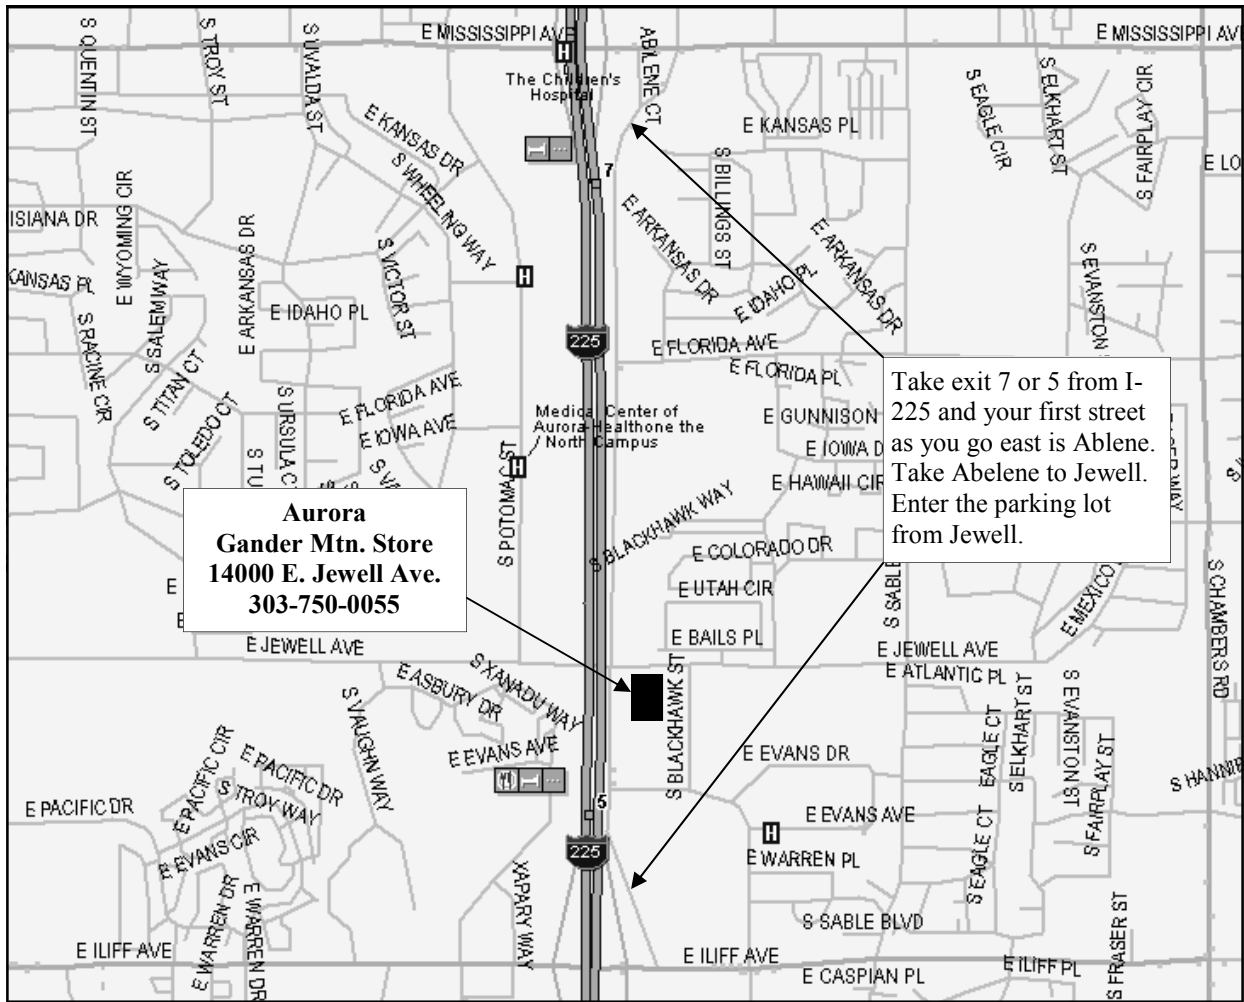 S QUENTIN ST
S TROY ST
S UVALDA ST
E MISSISSIPPI AVE
ABILENE CT
E MISSISSIPPI AV
H
The Children's
Hospital
E KANSAS DR
S WHEELING WAY
E KANSAS PL
S EAGLE CIR
S ELKHART ST
S FAIRPLAY CIR
E LO
7
ISIANA DR
E WYOMING CIR
E ARKANSAS DR
S VICTOR ST
S BILLINGS ST
E ARKANSAS DR
E ARKANSAS DR
E IDAHO PL
S EVANSTON S
KANSAS PL
S SALEM WAY
E IDAHO PL
H
S RACINE CIR
S TITAN CT
225
E FLORIDA AVE
E FLORIDA PL
S TOLEDO CT
S URSULA C
E FLORIDA AVE
E IOWA AVE
S TU
S VA
Medical Center of
Aurora-Healthone the
North Campus
H
S POTOMAC ST
E GUNNISON
E IOWA D
E HAWAII CIR
Take exit 7 or 5 from I-
225 and your first street
as you go east is Ablene.
Take Abelene to Jewell.
Enter the parking lot
from Jewell.
ER WAY
S
Aurora
Gander Mtn. Store
14000 E. Jewell Ave.
303-750-0055
S BLACKHAWK WAY
E COLORADO DR
E UTAH CIR
E BAILS PL
S SABLE
E MEXICO
S CHAMBERS RD
E
E
E JEWELL AVE
E JEWELL AVE
E ATLANTIC PL
E ASBURY DR
S XANADU WAY
S VAUGHN WAY
S BLACKHAWK ST
EAGLE CT
S ELKHART ST
S EVANSTON ST
S FAIRPLAY ST
E EVANS AVE
E EVANS DR
S HANNIB
E PACIFIC CIR
E PACIFIC DR
S TROY WAY
E PACIFIC DR
5
E EVANS AVE
H
E EVANS CIR
225
E WARREN PL
S EAGLE CT
E WARREN DR
E WARREN DR
XAPARY WAY
S SABLE BLVD
S FRASER ST
E ILIFF AVE
E ILIFF AVE
E ILIFF PL
E CASPIAN PL